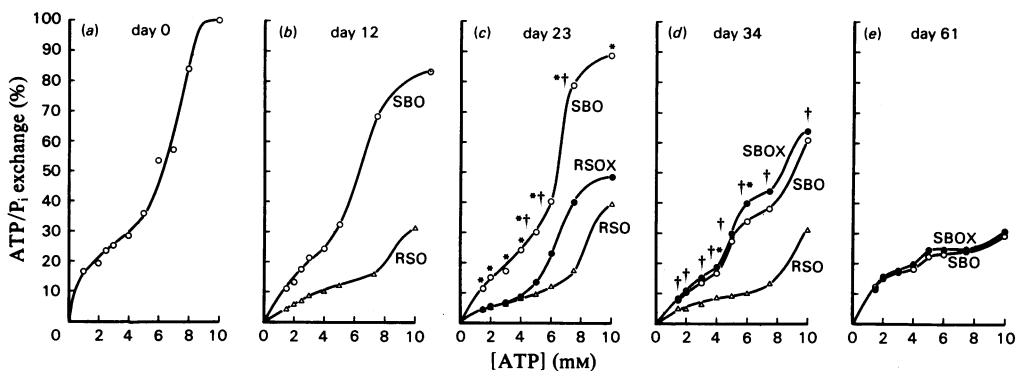 ATP/Pi exchange (%)
100
90
80
70
60
50
40
30
20
10
0
(a) day 0
0 2 4 6 8 10
(b) day 12
SBO
RSO
0 2 4 6 8 10
(c) day 23
*
*†
SBO
RSOX
*†
*†
RSO
*
*
*
*
0 2 4 6 8 10
(d) day 34
†
SBOX
†*
†
SBO
†
†*
†
†
†
RSO
0 2 4 6 8 10
(e) day 61
SBOX
SBO
0 2 4 6 8 10
[ATP] (mM)